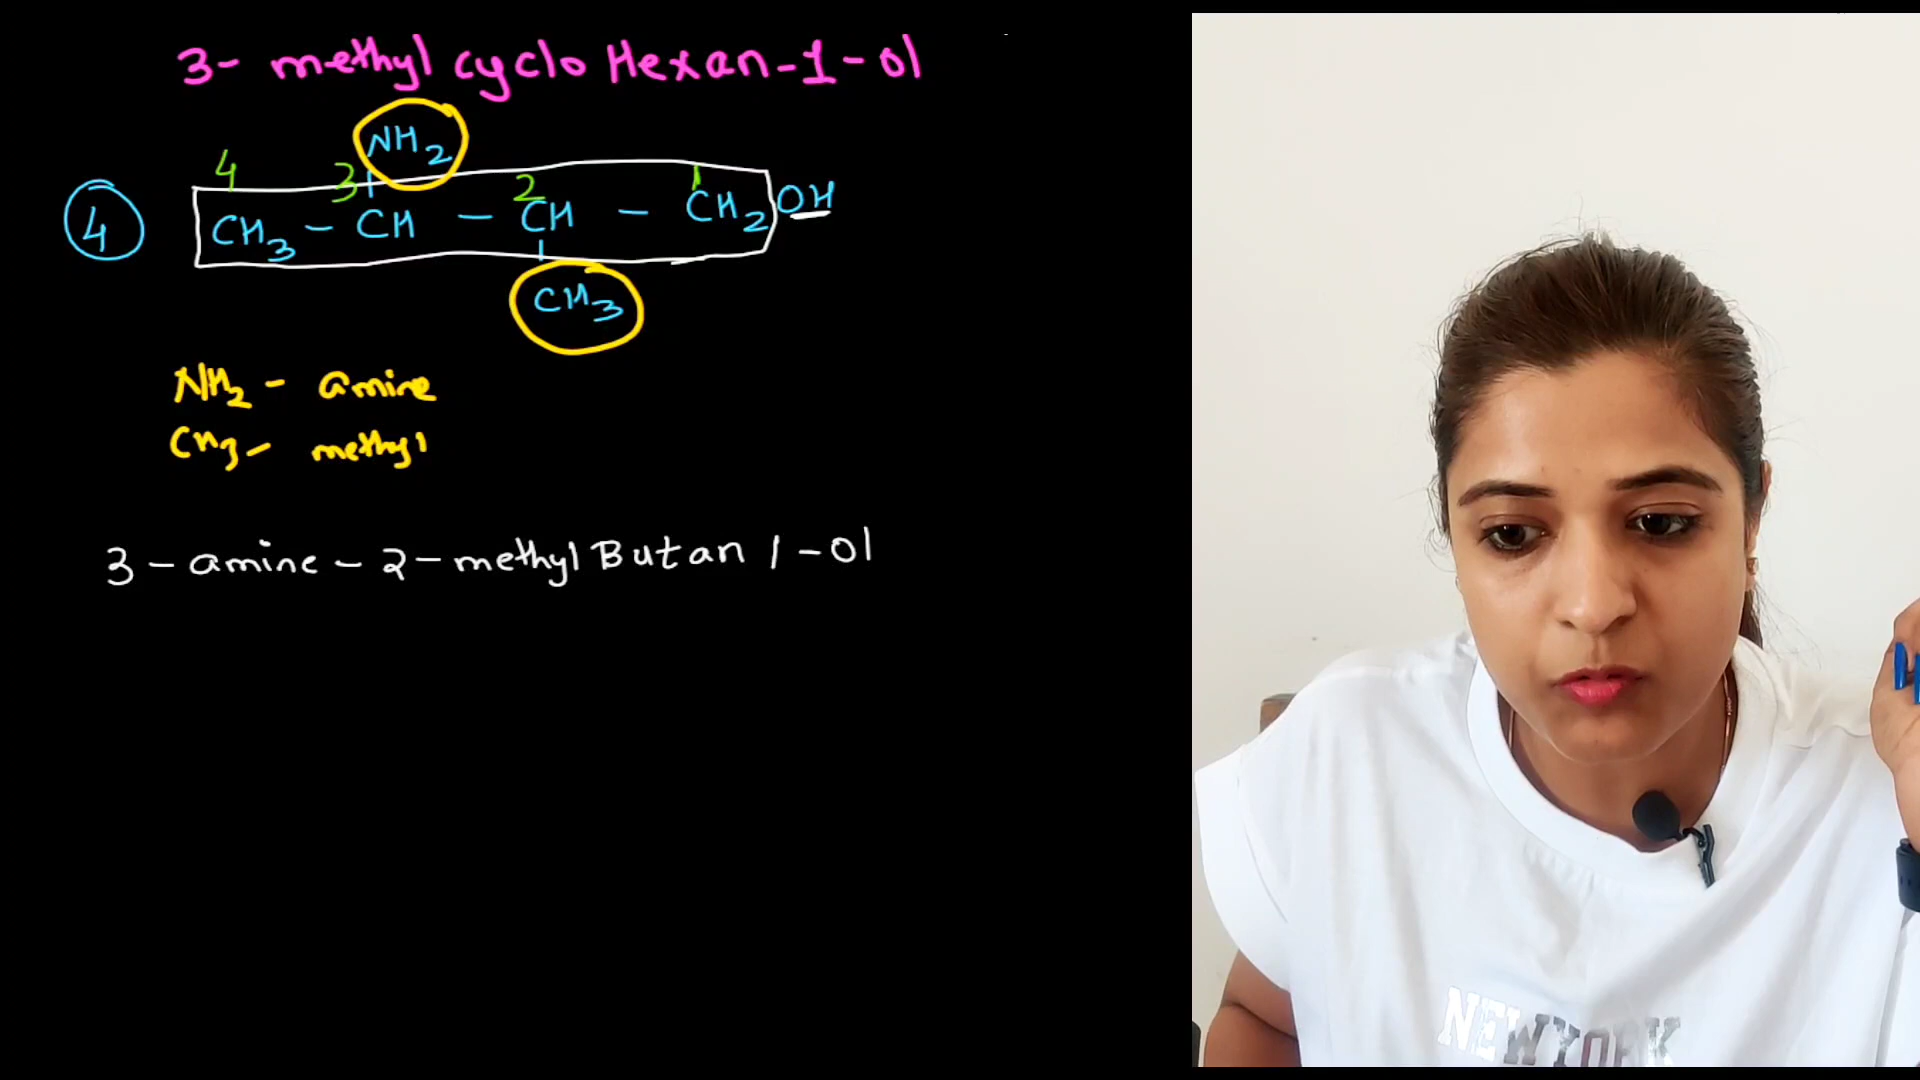 3- methyl cyclo Hexan-1-ol
NH2
4 3 2 1
4 CH3 - CH - CH - CH2 OH
CH3
NH2 - amine
CH3 - methyl
3 - amine - 2 - methyl Butan 1 - ol
NEW YORK